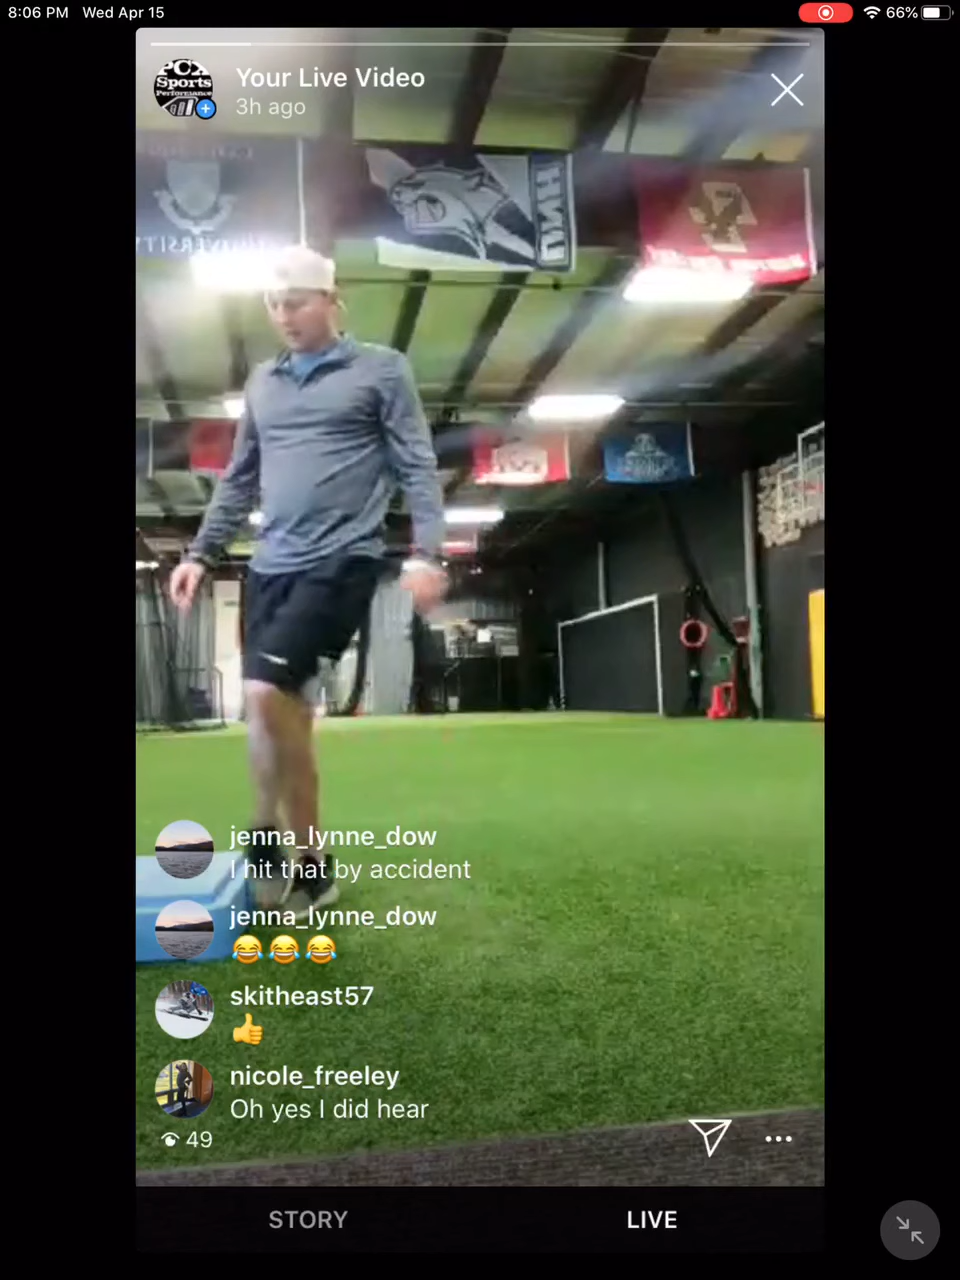 8:06 PM Wed Apr 15
66%
PCX
Sports
Performance
Your Live Video
3h ago
UNIVERSITY
UNH
jenna_lynne_dow
I hit that by accident
jenna_lynne_dow
😂😂😂
skitheast57
👍
nicole_freeley
Oh yes I did hear
49
STORY
LIVE